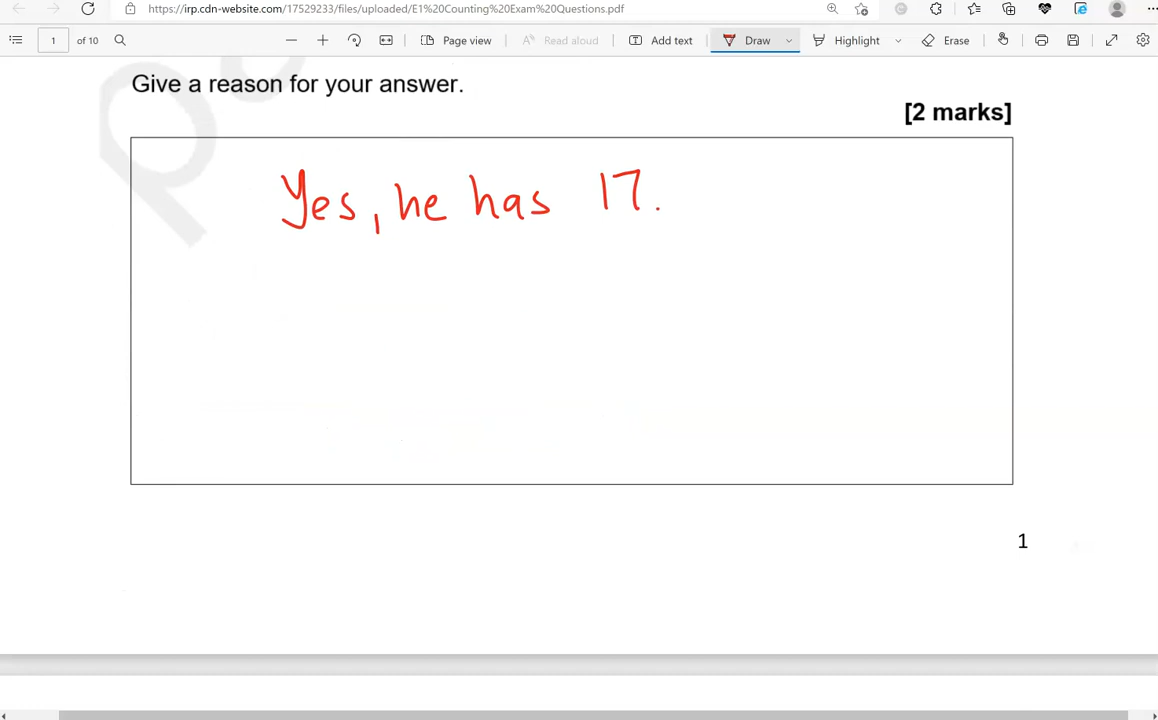 https://irp.cdn-website.com/17529233/files/uploaded/E1%20Counting%20Exam%20Questions.pdf
1 of 10 Page view Read aloud Add text Draw Highlight Erase
Give a reason for your answer.
[2 marks]
Yes, he has 17.
1